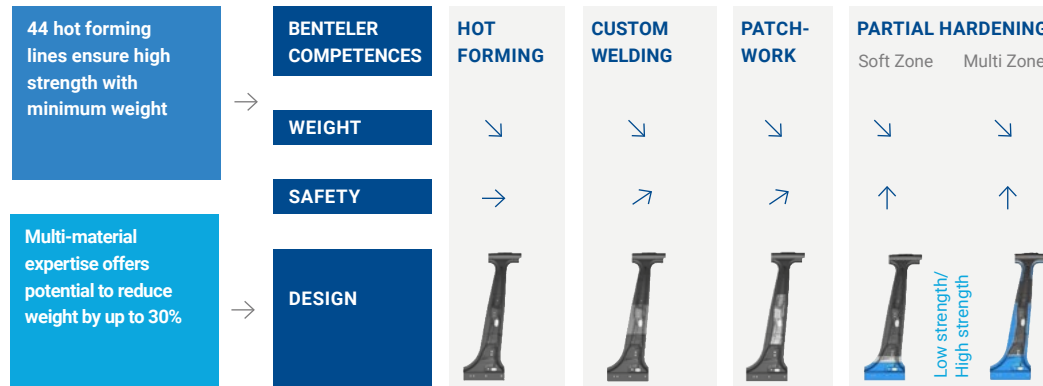 44 hot forming
lines ensure high
strength with
minimum weight
Multi-material
expertise offers
potential to reduce
weight by up to 30%
BENTELER
COMPETENCES
HOT
FORMING
CUSTOM
WELDING
PATCH-
WORK
PARTIAL HARDENING
Soft Zone
Multi Zone
WEIGHT
SAFETY
DESIGN
Low strength/
High strength